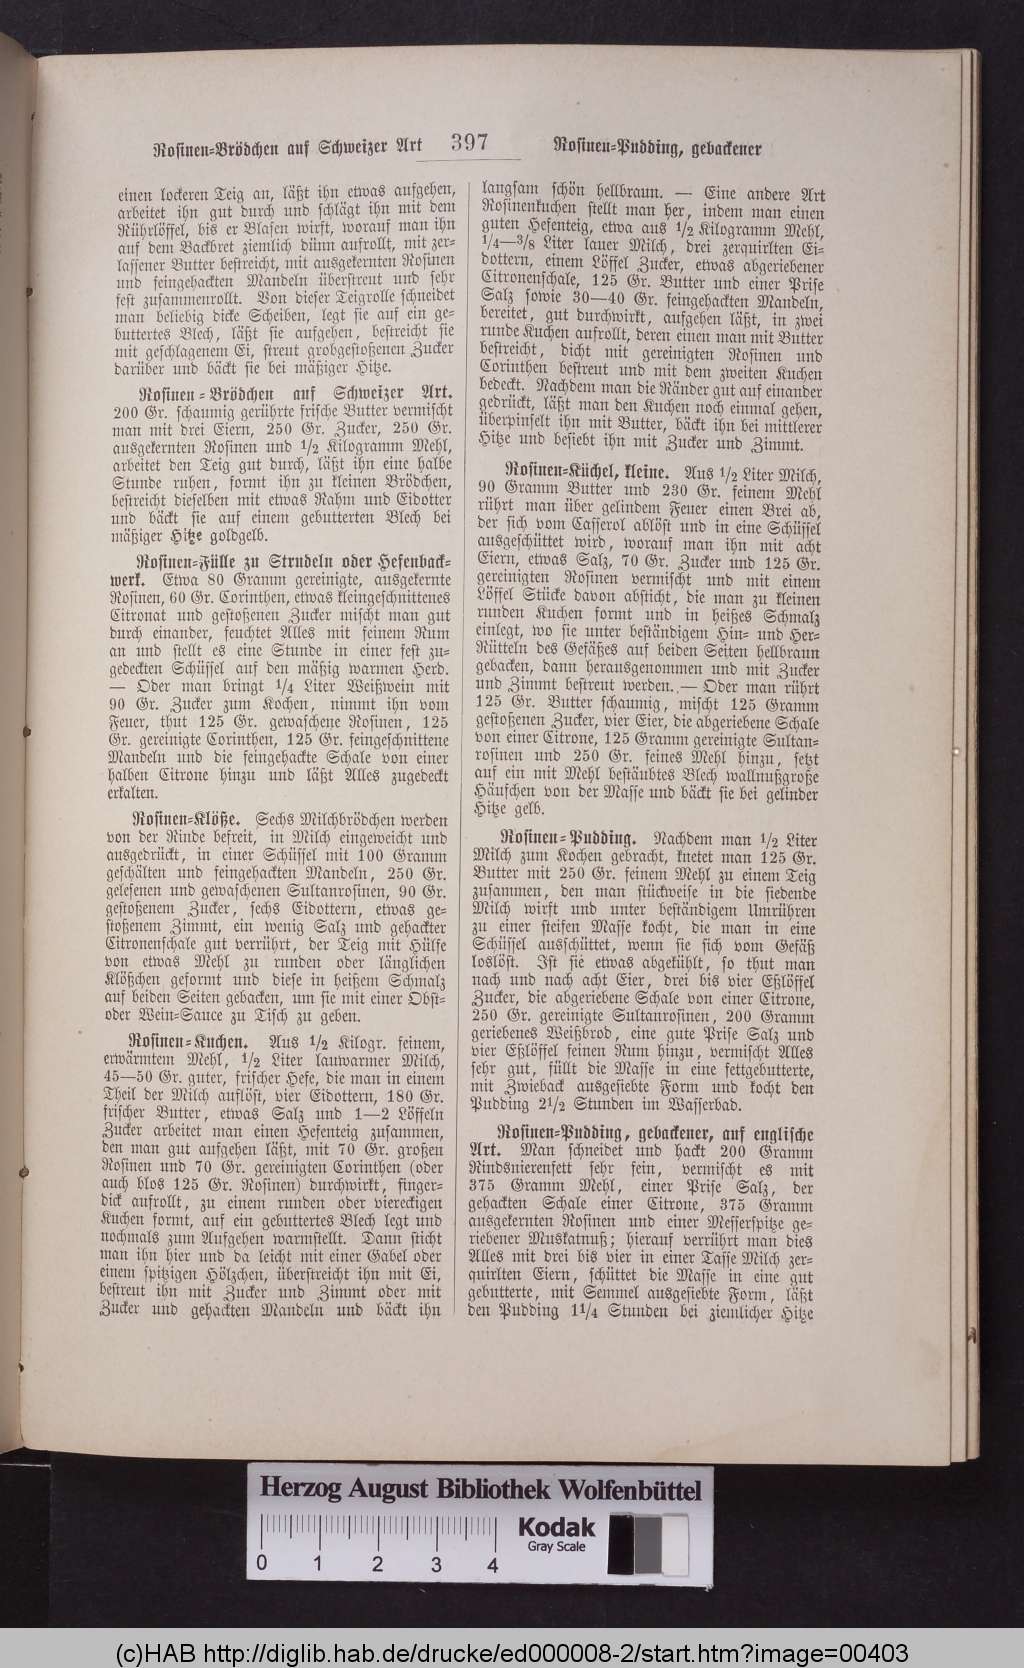 Rosinen-Brödchen auf Schweizer Art 397 Rosinen-Pudding, gebackener
einen lockeren Teig an, läßt ihn etwas aufgehen,
arbeitet ihn gut durch und schlägt ihn mit dem
Rührlöffel, bis er Blasen wirft, worauf man ihn
auf dem Backbret ziemlich dünn aufrollt, mit zer-
lassener Butter bestreicht, mit ausgekernten Rosinen
und feingehackten Mandeln überstreut und sehr
fest zusammenrollt. Von dieser Teigrolle schneidet
man beliebig dicke Scheiben, legt sie auf ein ge-
buttertes Blech, läßt sie aufgehen, bestreicht sie
mit geschlagenem Ei, streut grobgestoßenen Zucker
darüber und bäckt sie bei mäßiger Hitze.
Rosinen-Brödchen auf Schweizer Art.
200 Gr. schaumig gerührte frische Butter vermischt
man mit drei Eiern, 250 Gr. Zucker, 250 Gr.
ausgekernten Rosinen und 1/2 Kilogramm Mehl,
arbeitet den Teig gut durch, läßt ihn eine halbe
Stunde ruhen, formt ihn zu kleinen Brödchen,
bestreicht dieselben mit etwas Rahm und Eidotter
und bäckt sie auf einem gebutterten Blech bei
mäßiger Hitze goldgelb.
Rosinen-Fülle zu Strudeln oder Hefenback-
werk. Etwa 80 Gramm gereinigte, ausgekernte
Rosinen, 60 Gr. Corinthen, etwas kleingeschnittenes
Citronat und gestoßenen Zucker mischt man gut
durch einander, feuchtet Alles mit feinem Rum
an und stellt es eine Stunde in einer fest zu-
gedeckten Schüssel auf den mäßig warmen Herd.
— Oder man bringt 1/4 Liter Weißwein mit
90 Gr. Zucker zum Kochen, nimmt ihn vom
Feuer, thut 125 Gr. gewaschene Rosinen, 125
Gr. gereinigte Corinthen, 125 Gr. feingeschnittene
Mandeln und die feingehackte Schale von einer
halben Citrone hinzu und läßt Alles zugedeckt
erkalten.
Rosinen-Klöße. Sechs Milchbrödchen werden
von der Rinde befreit, in Milch eingeweicht und
ausgedrückt, in einer Schüssel mit 100 Gramm
geschälten und feingehackten Mandeln, 250 Gr.
gelesenen und gewaschenen Sultanrosinen, 90 Gr.
gestoßenem Zucker, sechs Eidottern, etwas ge-
stoßenem Zimmt, ein wenig Salz und gehackter
Citronenschale gut verrührt, der Teig mit Hülfe
von etwas Mehl zu runden oder länglichen
Klößchen geformt und diese in heißem Schmalz
auf beiden Seiten gebacken, um sie mit einer Obst-
oder Wein-Sauce zu Tisch zu geben.
Rosinen-Kuchen. Aus 1/2 Kilogr. feinem,
erwärmtem Mehl, 1/2 Liter lauwarmer Milch,
45—50 Gr. guter, frischer Hefe, die man in einem
Theil der Milch auflöst, vier Eidottern, 180 Gr.
frischer Butter, etwas Salz und 1—2 Löffeln
Zucker arbeitet man einen Hefenteig zusammen,
den man gut aufgehen läßt, mit 70 Gr. großen
Rosinen und 70 Gr. gereinigten Corinthen (oder
auch blos 125 Gr. Rosinen) durchwirkt, finger-
dick aufrollt, zu einem runden oder viereckigen
Kuchen formt, auf ein gebuttertes Blech legt und
nochmals zum Aufgehen warmstellt. Dann sticht
man ihn hier und da leicht mit einer Gabel oder
einem spitzigen Hölzchen, überstreicht ihn mit Ei,
bestreut ihn mit Zucker und Zimmt oder mit
Zucker und gehackten Mandeln und bäckt ihn
langsam schön hellbraun. — Eine andere Art
Rosinenkuchen stellt man her, indem man einen
guten Hefenteig, etwa aus 1/2 Kilogramm Mehl,
1/4—3/8 Liter lauer Milch, drei zerquirlten Ei-
dottern, einem Löffel Zucker, etwas abgeriebener
Citronenschale, 125 Gr. Butter und einer Prise
Salz sowie 30—40 Gr. feingehackten Mandeln,
bereitet, gut durchwirkt, aufgehen läßt, in zwei
runde Kuchen aufrollt, deren einen man mit Butter
bestreicht, dicht mit gereinigten Rosinen und
Corinthen bestreut und mit dem zweiten Kuchen
bedeckt. Nachdem man die Ränder gut auf einander
gedrückt, läßt man den Kuchen noch einmal gehen,
überpinselt ihn mit Butter, bäckt ihn bei mittlerer
Hitze und besiebt ihn mit Zucker und Zimmt.
Rosinen-Küchel, kleine. Aus 1/2 Liter Milch,
90 Gramm Butter und 230 Gr. feinem Mehl
rührt man über gelindem Feuer einen Brei ab,
der sich vom Casserol ablöst und in eine Schüssel
ausgeschüttet wird, worauf man ihn mit acht
Eiern, etwas Salz, 70 Gr. Zucker und 125 Gr.
gereinigten Rosinen vermischt und mit einem
Löffel Stücke davon absticht, die man zu kleinen
runden Kuchen formt und in heißes Schmalz
einlegt, wo sie unter beständigem Hin- und Her-
Rütteln des Gefäßes auf beiden Seiten hellbraun
gebacken, dann herausgenommen und mit Zucker
und Zimmt bestreut werden. — Oder man rührt
125 Gr. Butter schaumig, mischt 125 Gramm
gestoßenen Zucker, vier Eier, die abgeriebene Schale
von einer Citrone, 125 Gramm gereinigte Sultan-
rosinen und 250 Gr. feines Mehl hinzu, setzt
auf ein mit Mehl bestäubtes Blech wallnußgroße
Häufchen von der Masse und bäckt sie bei gelinder
Hitze gelb.
Rosinen-Pudding. Nachdem man 1/2 Liter
Milch zum Kochen gebracht, knetet man 125 Gr.
Butter mit 250 Gr. feinem Mehl zu einem Teig
zusammen, den man stückweise in die siedende
Milch wirft und unter beständigem Umrühren
zu einer steifen Masse kocht, die man in eine
Schüssel ausschüttet, wenn sie sich vom Gefäß
loslöst. Ist sie etwas abgekühlt, so thut man
nach und nach acht Eier, drei bis vier Eßlöffel
Zucker, die abgeriebene Schale von einer Citrone,
250 Gr. gereinigte Sultanrosinen, 200 Gramm
geriebenes Weißbrod, eine gute Prise Salz und
vier Eßlöffel feinen Rum hinzu, vermischt Alles
sehr gut, füllt die Masse in eine fettgebutterte,
mit Zwieback ausgesiebte Form und kocht den
Pudding 21/2 Stunden im Wasserbad.
Rosinen-Pudding, gebackener, auf englische
Art. Man schneidet und hackt 200 Gramm
Rindsnierenfett sehr fein, vermischt es mit
375 Gramm Mehl, einer Prise Salz, der
gehackten Schale einer Citrone, 375 Gramm
ausgekernten Rosinen und einer Messerspitze ge-
riebener Muskatnuß; hierauf verrührt man dies
Alles mit drei bis vier in einer Tasse Milch zer-
quirlten Eiern, schüttet die Masse in eine gut
gebutterte, mit Semmel ausgesiebte Form, läßt
den Pudding 11/4 Stunden bei ziemlicher Hitze
Herzog August Bibliothek Wolfenbüttel
0 1 2 3 4
Kodak
Gray Scale
(c)HAB http://diglib.hab.de/drucke/ed000008-2/start.htm?image=00403